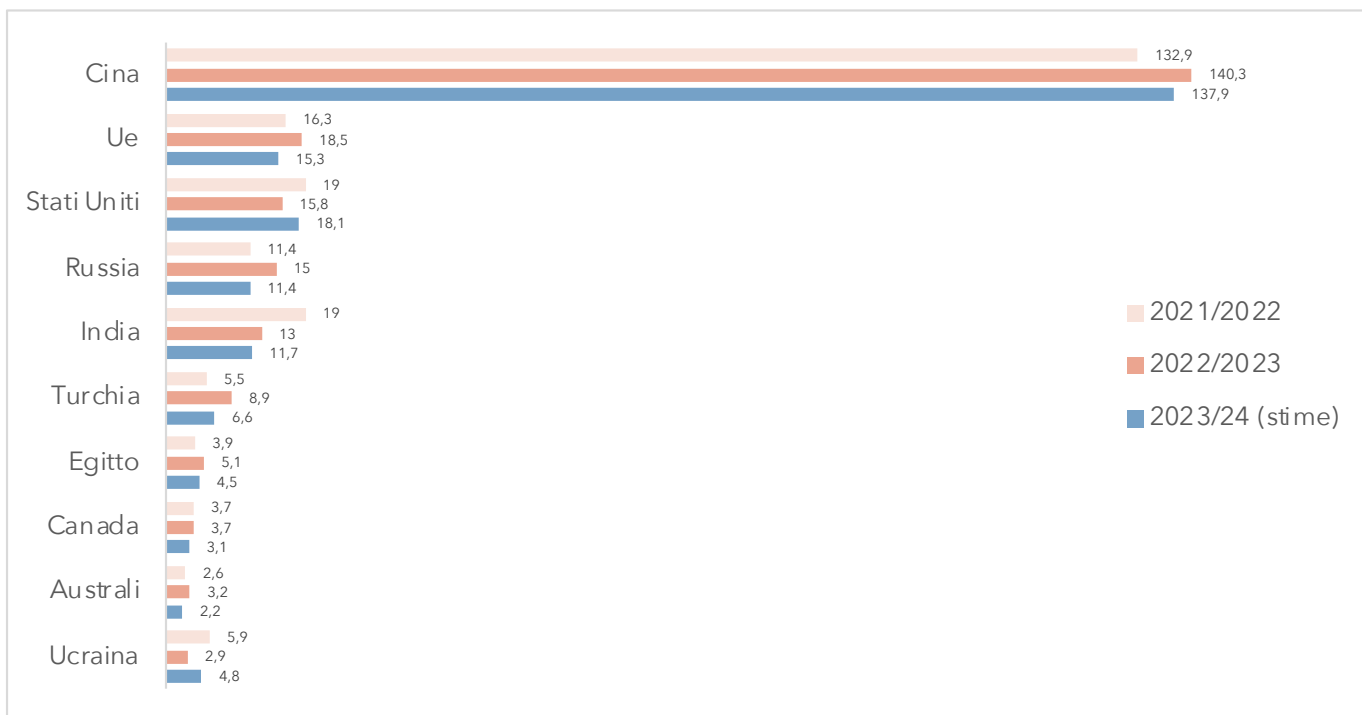 132,9
Cina 140,3
137,9
16,3
Ue 18,5
15,3
19
Stati Uniti 15,8
18,1
11,4
Russia 15
11,4
19
India 13
11,7
5,5
Turchia 8,9
6,6
3,9
Egitto 5,1
4,5
3,7
Canada 3,7
3,1
2,6
Australi 3,2
2,2
5,9
Ucraina 2,9
4,8
2021/2022
2022/2023
2023/24 (stime)